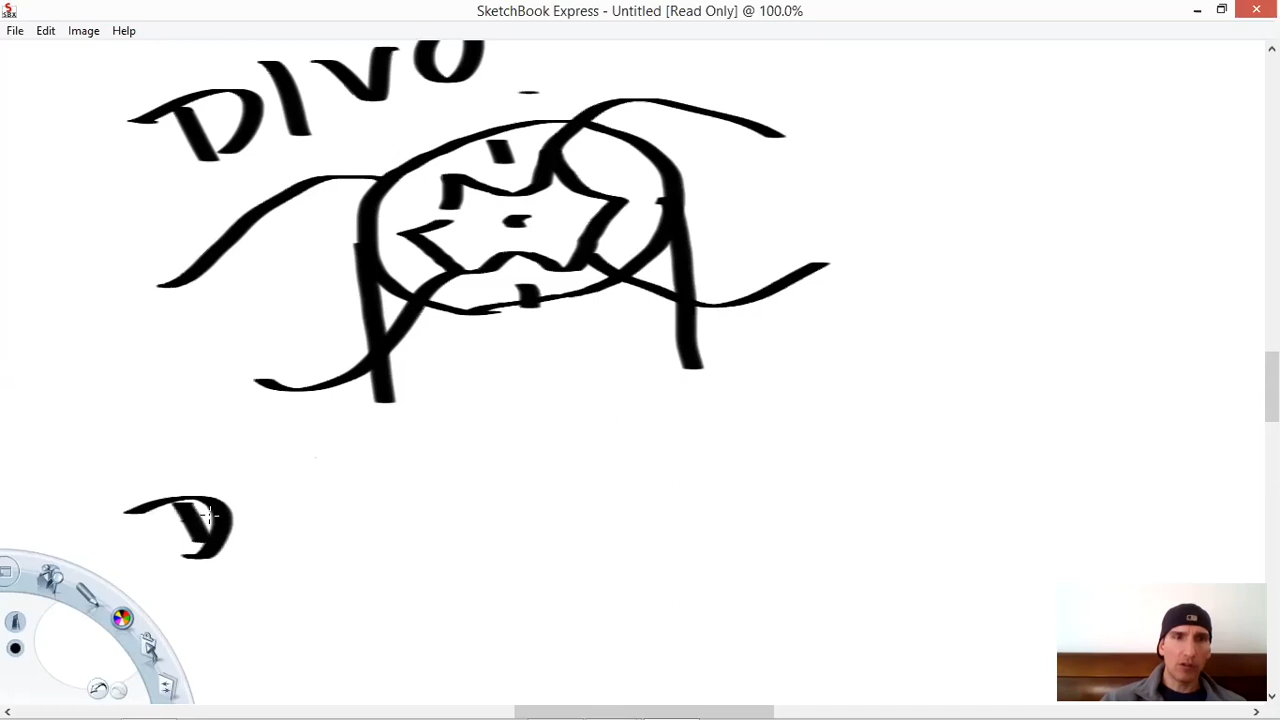 SketchBook Express - Untitled [Read Only] @ 100.0%
File Edit Image Help
DIVO
D